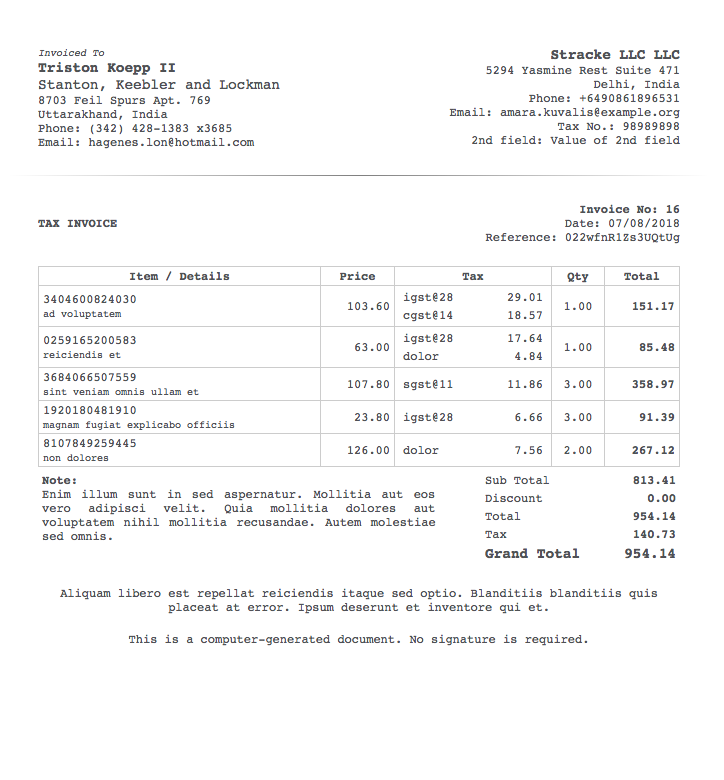 Invoiced To
Triston Koepp II
Stanton, Keebler and Lockman
8703 Feil Spurs Apt. 769
Uttarakhand, India
Phone: (342) 428-1383 x3685
Email: hagenes.lon@hotmail.com
Stracke LLC LLC
5294 Yasmine Rest Suite 471
Delhi, India
Phone: +6490861896531
Email: amara.kuvalis@example.org
Tax No.: 98989898
2nd field: Value of 2nd field
TAX INVOICE
Invoice No: 16
Date: 07/08/2018
Reference: 022wfnR1Zs3UQtUg
Item / Details Price Tax Qty Total
3404600824030
ad voluptatem
103.60
igst@28 29.01
cgst@14 18.57
1.00
151.17
0259165200583
reiciendis et
63.00
igst@28 17.64
dolor 4.84
1.00
85.48
3684066507559
sint veniam omnis ullam et
107.80 sgst@11 11.86 3.00 358.97
1920180481910
magnam fugiat explicabo officiis
23.80 igst@28 6.66 3.00 91.39
8107849259445
non dolores
126.00 dolor 7.56 2.00 267.12
Note:
Enim illum sunt in sed aspernatur. Mollitia aut eos
vero adipisci velit. Quia mollitia dolores aut
voluptatem nihil mollitia recusandae. Autem molestiae
sed omnis.
Sub Total 813.41
Discount 0.00
Total 954.14
Tax 140.73
Grand Total 954.14
Aliquam libero est repellat reiciendis itaque sed optio. Blanditiis blanditiis quis
placeat at error. Ipsum deserunt et inventore qui et.
This is a computer-generated document. No signature is required.